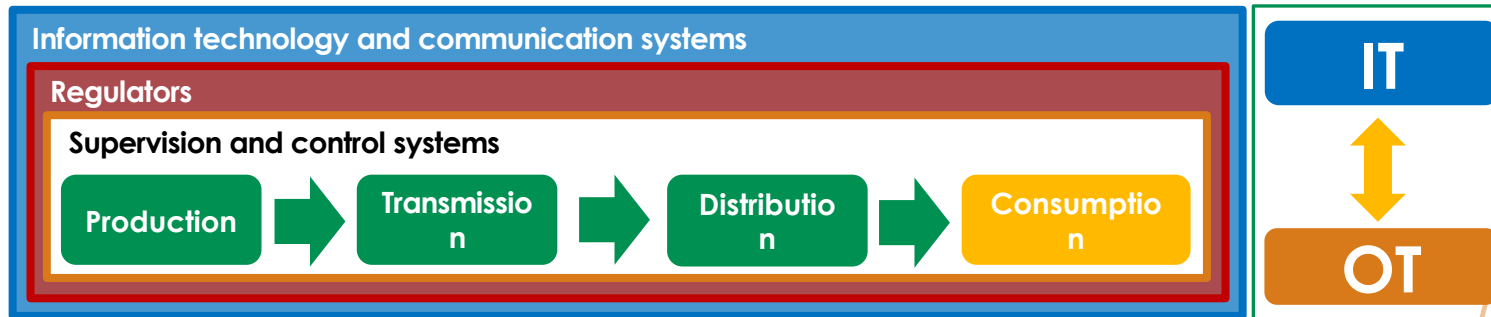 Information technology and communication systems
Regulators
Supervision and control systems
Production
Transmissio
n
Distributio
n
Consumptio
n
IT
OT